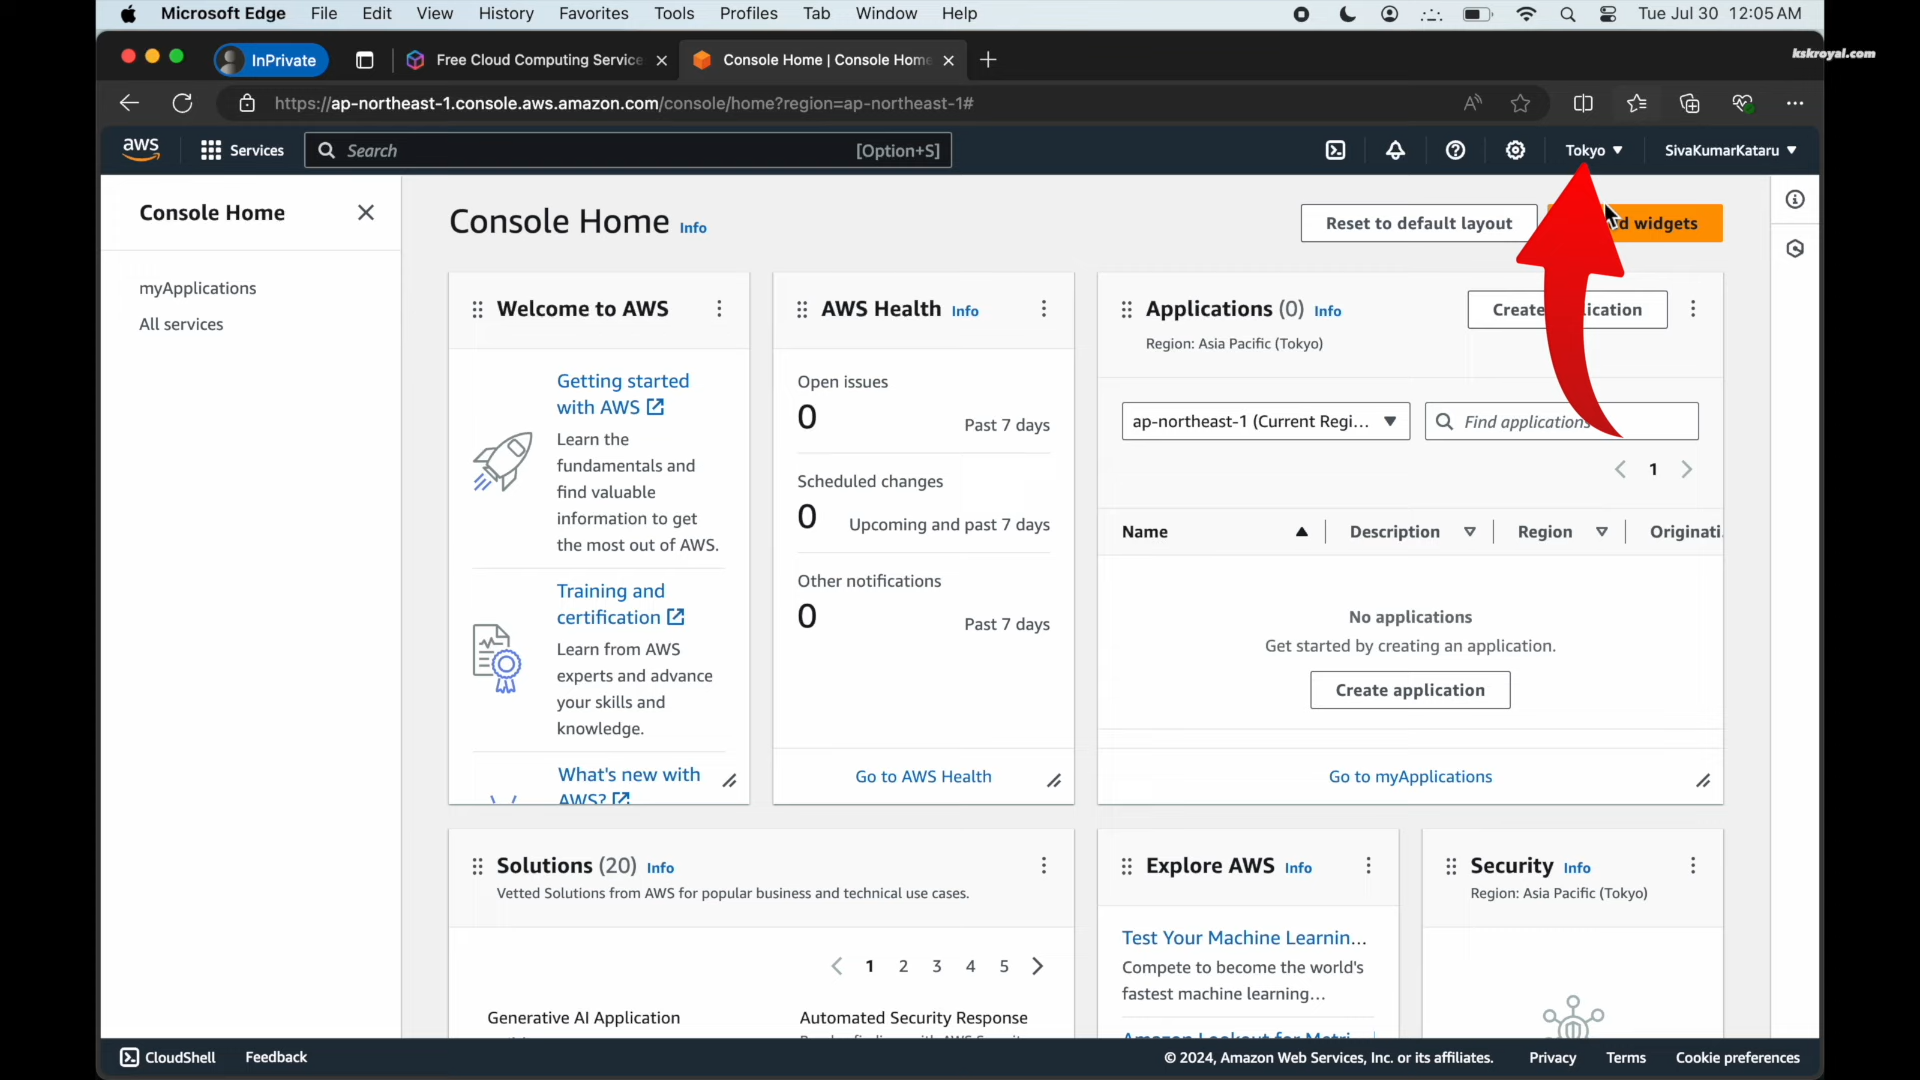 Microsoft Edge File Edit View History Favorites Tools Profiles Tab Window Help Tue Jul 30 12:05 AM
kskroyal.com
InPrivate Free Cloud Computing Service Console Home | Console Home
https://ap-northeast-1.console.aws.amazon.com/console/home?region=ap-northeast-1#
aws Services Search [Option+S] Tokyo SivaKumarKataru
Console Home
myApplications
All services
Console Home Info
Reset to default layout widgets
Welcome to AWS
Getting started
with AWS
Learn the
fundamentals and
find valuable
information to get
the most out of AWS.
Training and
certification
Learn from AWS
experts and advance
your skills and
knowledge.
What's new with
AWS?
AWS Health Info
Open issues
0 Past 7 days
Scheduled changes
0 Upcoming and past 7 days
Other notifications
0 Past 7 days
Go to AWS Health
Applications (0) Info
Region: Asia Pacific (Tokyo)
Create
ap-northeast-1 (Current Regi... Find applications
1
Name Description Region Originati
No applications
Get started by creating an application.
Create application
Go to myApplications
Solutions (20) Info
Vetted Solutions from AWS for popular business and technical use cases.
1 2 3 4 5
Generative AI Application Automated Security Response
Explore AWS Info
Test Your Machine Learnin...
Compete to become the world's
fastest machine learning...
Security Info
Region: Asia Pacific (Tokyo)
CloudShell Feedback © 2024, Amazon Web Services, Inc. or its affiliates. Privacy Terms Cookie preferences